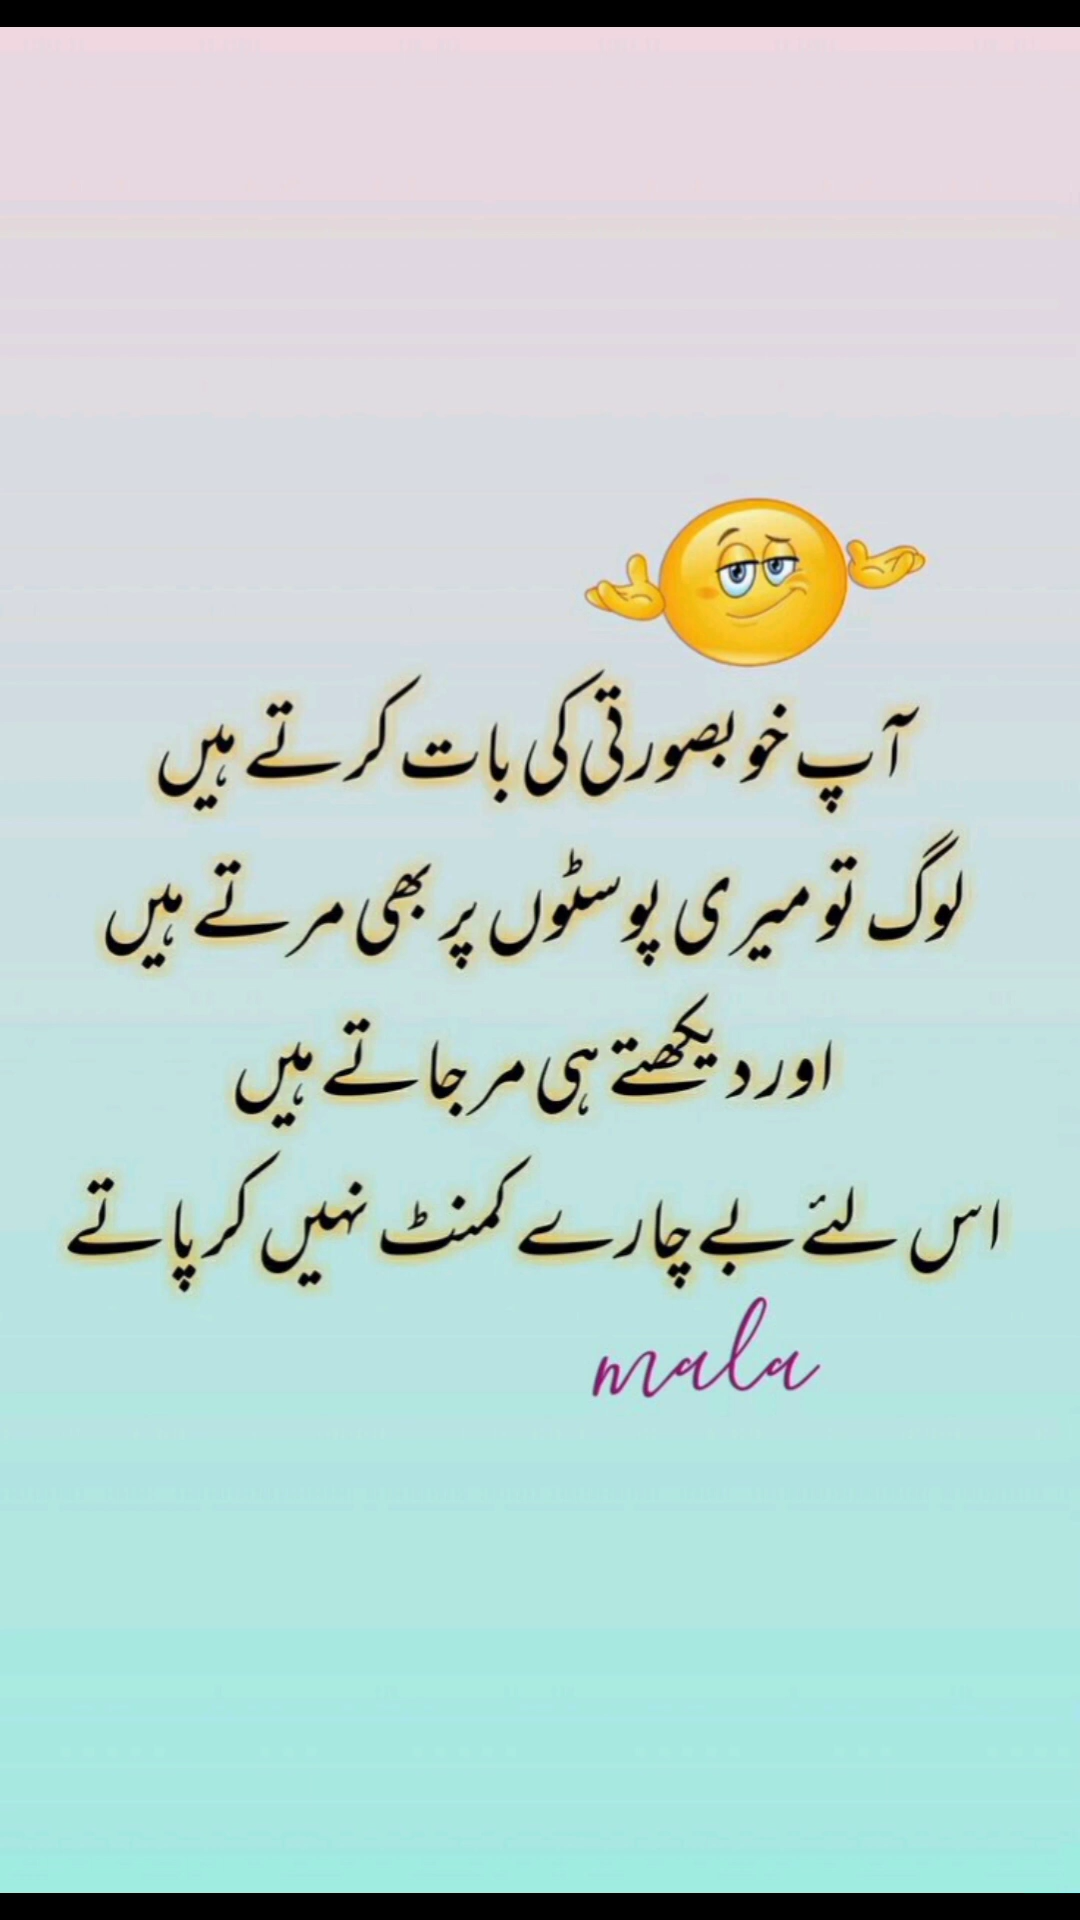 آپ خوبصورتی کی بات کرتے ہیں
لوگ تو میری پوسٹوں پر بھی مرتے ہیں
اور دیکھتے ہی مر جاتے ہیں
اس لئے بے چارے کمنٹ نہیں کر پاتے
mala